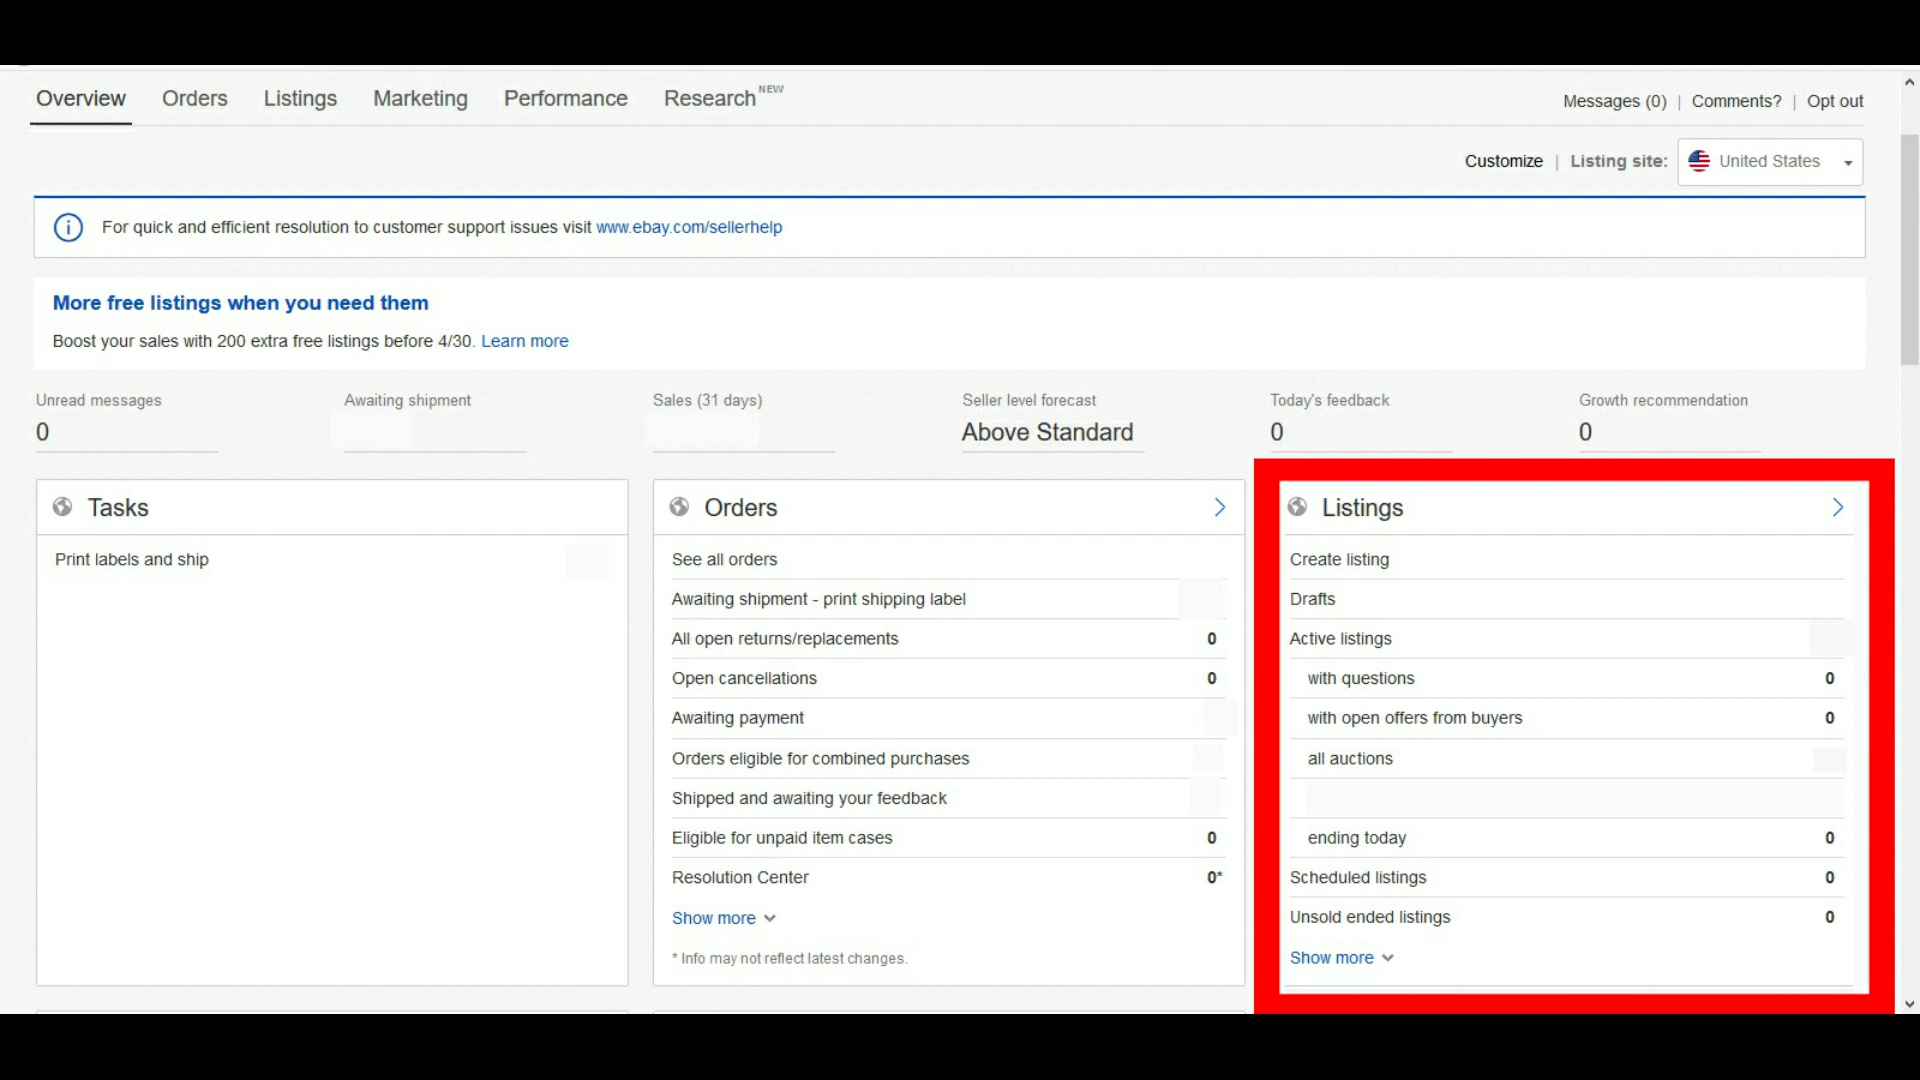 Overview Orders Listings Marketing Performance Research NEW
Messages (0) | Comments? | Opt out
Customize | Listing site: United States
For quick and efficient resolution to customer support issues visit www.ebay.com/sellerhelp
More free listings when you need them
Boost your sales with 200 extra free listings before 4/30. Learn more
Unread messages
0
Awaiting shipment
Sales (31 days)
Seller level forecast
Above Standard
Today's feedback
0
Growth recommendation
0
Tasks
Print labels and ship
Orders
See all orders
Awaiting shipment - print shipping label
All open returns/replacements 0
Open cancellations 0
Awaiting payment
Orders eligible for combined purchases
Shipped and awaiting your feedback
Eligible for unpaid item cases 0
Resolution Center 0*
Show more
* Info may not reflect latest changes.
Listings
Create listing
Drafts
Active listings
with questions 0
with open offers from buyers 0
all auctions
ending today 0
Scheduled listings 0
Unsold ended listings 0
Show more